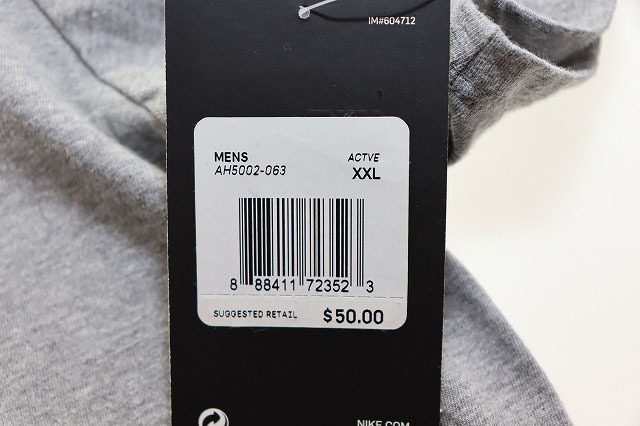 IM#604712
MENS ACTVE
AH5002-063 XXL
8 88411 72352 3
SUGGESTED RETAIL $50.00
NIKE.COM